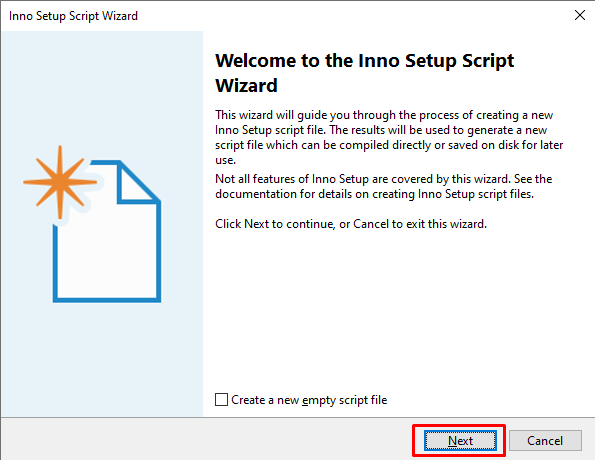 Inno Setup Script Wizard
Welcome to the Inno Setup Script
Wizard
This wizard will guide you through the process of creating a new
Inno Setup script file. The results will be used to generate a new
script file which can be compiled directly or saved on disk for later
use.
Not all features of Inno Setup are covered by this wizard. See the
documentation for details on creating Inno Setup script files.
Click Next to continue, or Cancel to exit this wizard.
Create a new empty script file
Next
Cancel